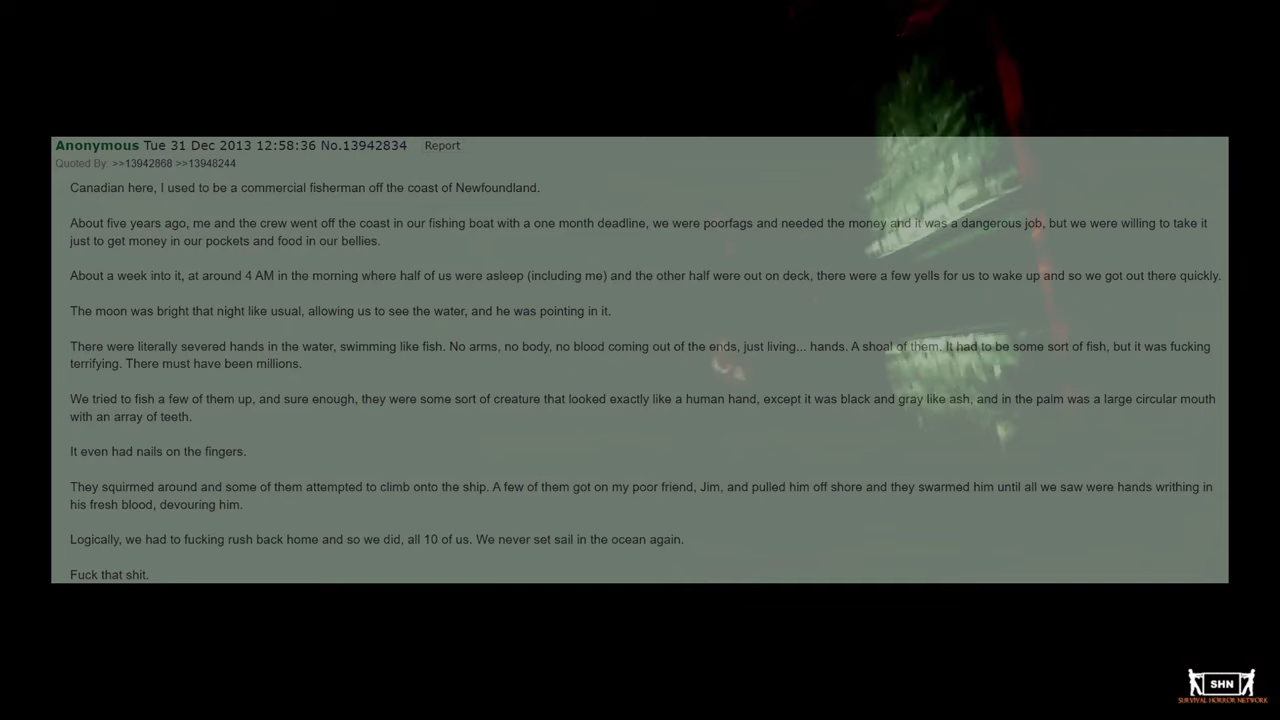 Anonymous Tue 31 Dec 2013 12:58:36 No.13942834 Report
Quoted By: >>13942868 >>13948244
Canadian here, I used to be a commercial fisherman off the coast of Newfoundland.
About five years ago, me and the crew went off the coast in our fishing boat with a one month deadline, we were poorfags and needed the money and it was a dangerous job, but we were willing to take it
just to get money in our pockets and food in our bellies.
About a week into it, at around 4 AM in the morning where half of us were asleep (including me) and the other half were out on deck, there were a few yells for us to wake up and so we got out there quickly.
The moon was bright that night like usual, allowing us to see the water, and he was pointing in it.
There were literally severed hands in the water, swimming like fish. No arms, no body, no blood coming out of the ends, just living... hands. A shoal of them. It had to be some sort of fish, but it was fucking
terrifying. There must have been millions.
We tried to fish a few of them up, and sure enough, they were some sort of creature that looked exactly like a human hand, except it was black and gray like ash, and in the palm was a large circular mouth
with an array of teeth.
It even had nails on the fingers.
They squirmed around and some of them attempted to climb onto the ship. A few of them got on my poor friend, Jim, and pulled him off shore and they swarmed him until all we saw were hands writhing in
his fresh blood, devouring him.
Logically, we had to fucking rush back home and so we did, all 10 of us. We never set sail in the ocean again.
Fuck that shit.
SHN
SURVIVAL HORROR NETWORK